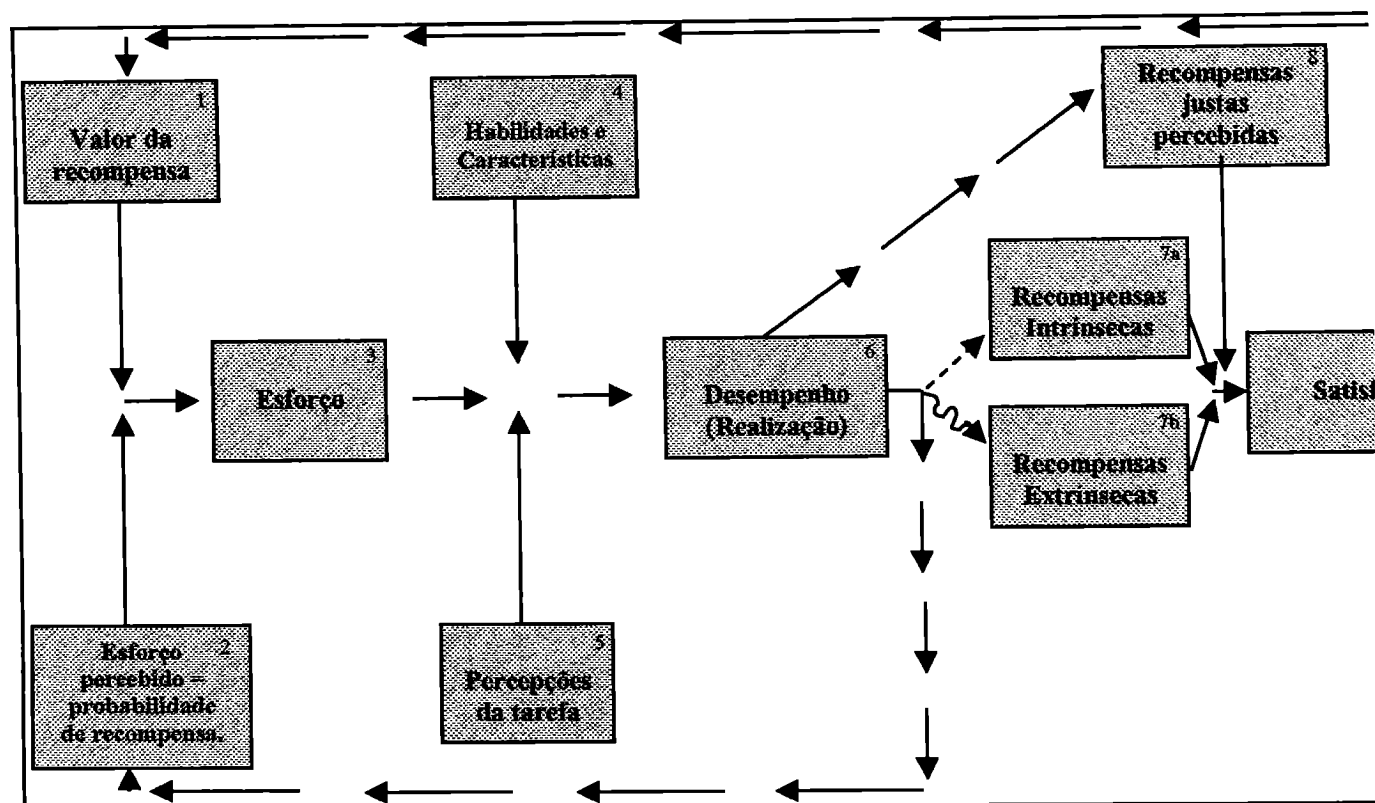 1
Valor da
recompensa
4
Habilidades e
Características
8
Recompensas
justas
percebidas
7a
Recompensas
Intrínsecas
3
Esforço
6
Desempenho
(Realização)
7b
Recompensas
Extrínsecas
Satisf
2
Esforço
percebido –
probabilidade
de recompensa.
5
Percepções
da tarefa